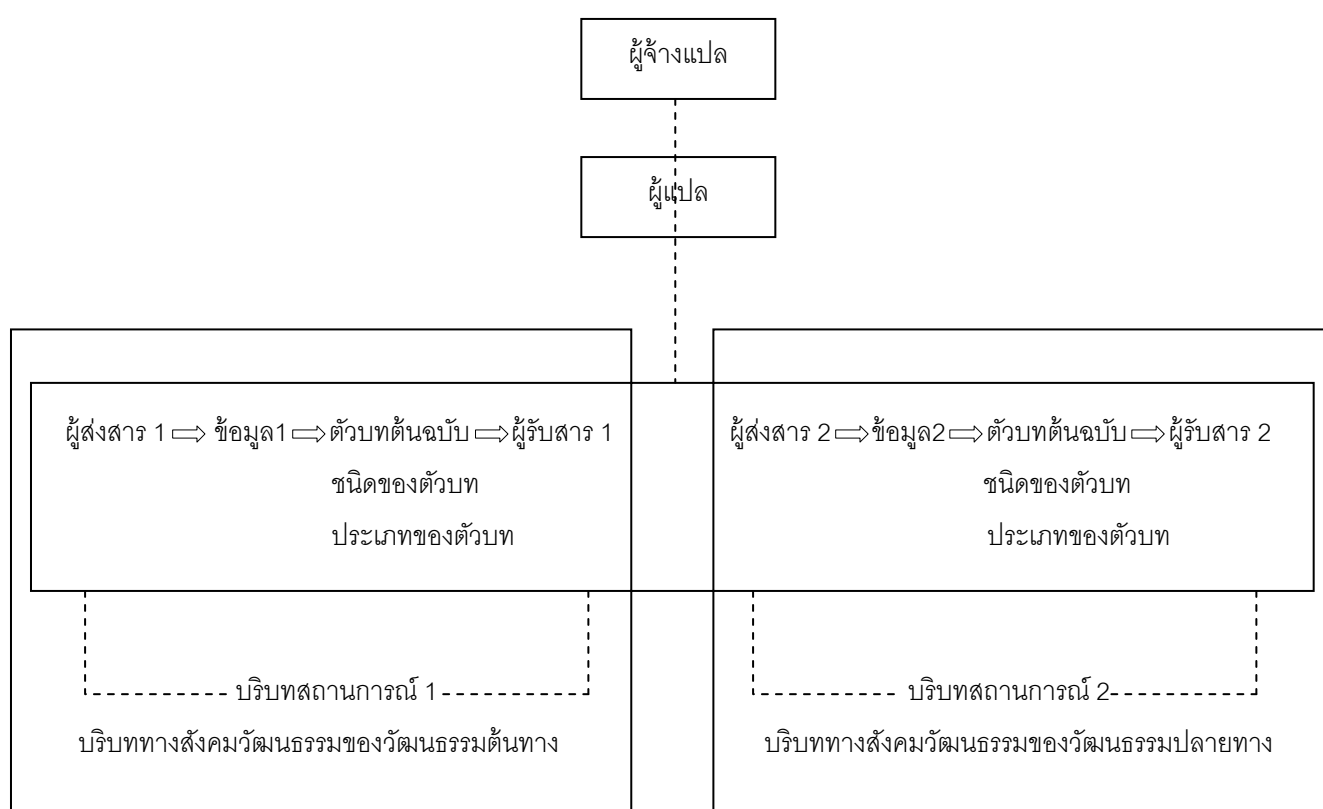 ผู้จ้างแปล
ผู้แปล
ผู้ส่งสาร 1 ⇨ ข้อมูล1 ⇨ ตัวบทต้นฉบับ ⇨ ผู้รับสาร 1
ชนิดของตัวบท
ประเภทของตัวบท
บริบทสถานการณ์ 1
บริบททางสังคมวัฒนธรรมของวัฒนธรรมต้นทาง
ผู้ส่งสาร 2 ⇨ ข้อมูล2 ⇨ ตัวบทต้นฉบับ ⇨ ผู้รับสาร 2
ชนิดของตัวบท
ประเภทของตัวบท
บริบทสถานการณ์ 2
บริบททางสังคมวัฒนธรรมของวัฒนธรรมปลายทาง